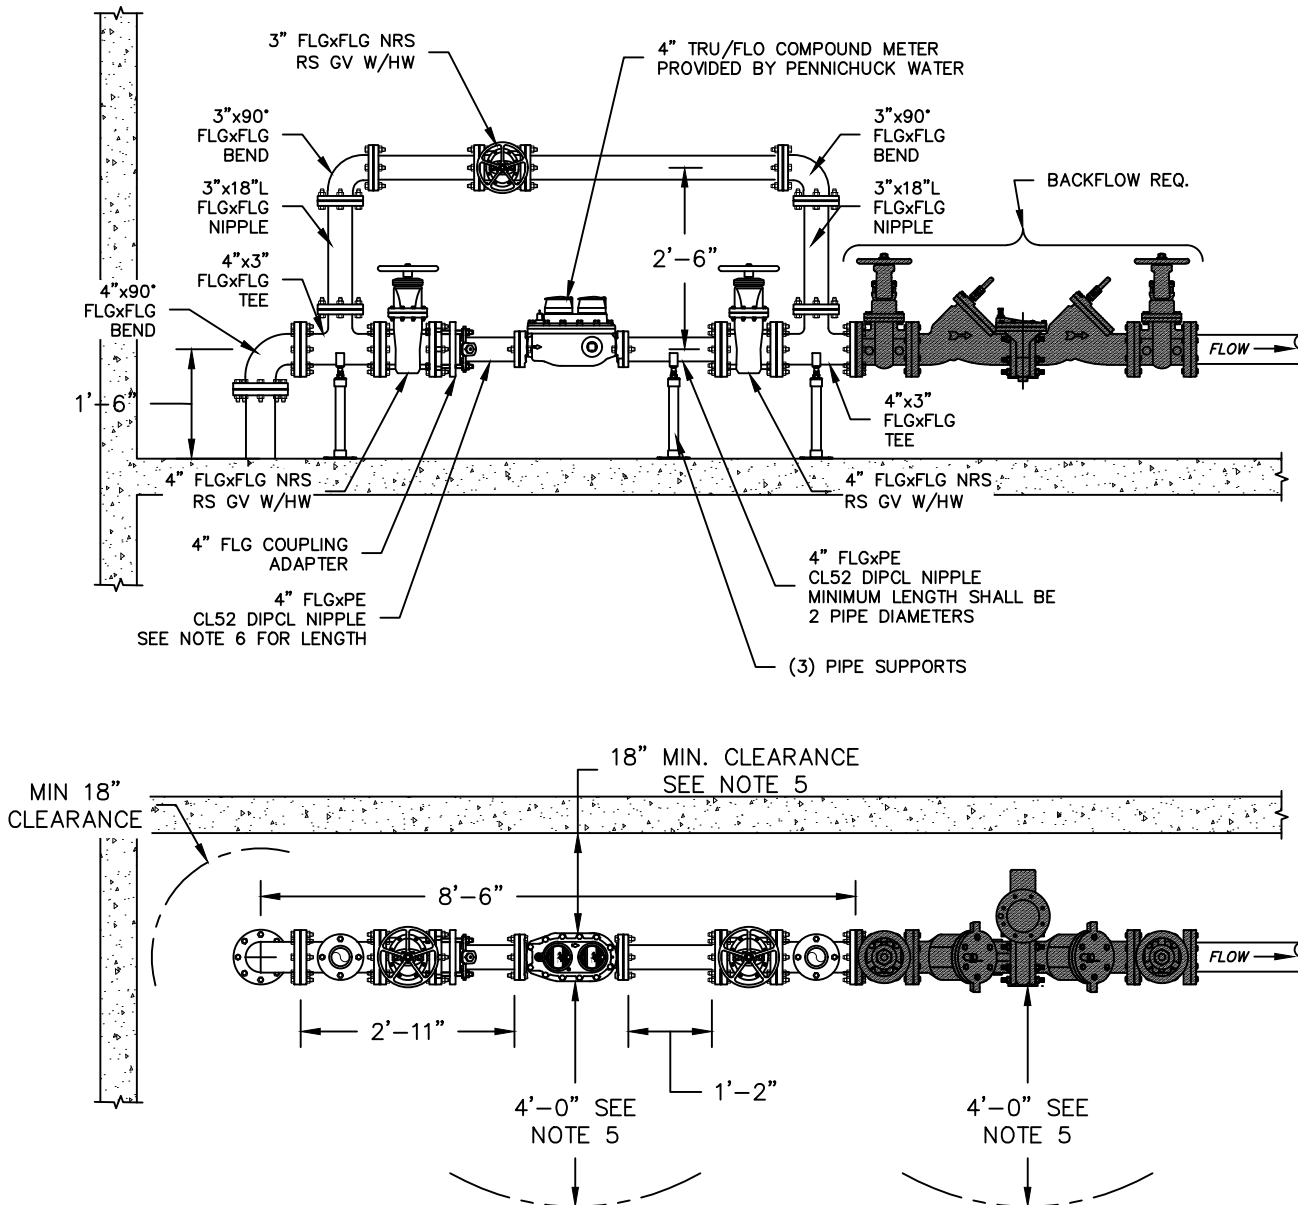 3" FLGxFLG NRS
RS GV W/HW
4" TRU/FLO COMPOUND METER
PROVIDED BY PENNICHUCK WATER
3"x90°
FLGxFLG
BEND
3"x90°
FLGxFLG
BEND
3"x18"L
FLGxFLG
NIPPLE
3"x18"L
FLGxFLG
NIPPLE
BACKFLOW REQ.
4"x3"
FLGxFLG
TEE
2'-6"
4"x90°
FLGxFLG
BEND
FLOW
1'-6"
4"x3"
FLGxFLG
TEE
4" FLGxFLG NRS
RS GV W/HW
4" FLGxFLG NRS
RS GV W/HW
4" FLG COUPLING
ADAPTER
4" FLGxPE
CL52 DIPCL NIPPLE
MINIMUM LENGTH SHALL BE
2 PIPE DIAMETERS
4" FLGxPE
CL52 DIPCL NIPPLE
SEE NOTE 6 FOR LENGTH
(3) PIPE SUPPORTS
18" MIN. CLEARANCE
SEE NOTE 5
MIN 18"
CLEARANCE
8'-6"
FLOW
2'-11"
1'-2"
4'-0" SEE
NOTE 5
4'-0" SEE
NOTE 5